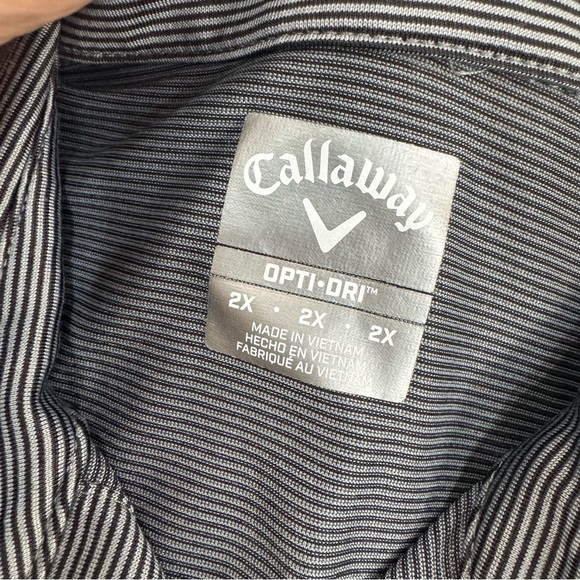 Callaway
OPTI•DRI™
2X • 2X • 2X
MADE IN VIETNAM
HECHO EN VIETNAM
FABRIQUÉ AU VIETNAM